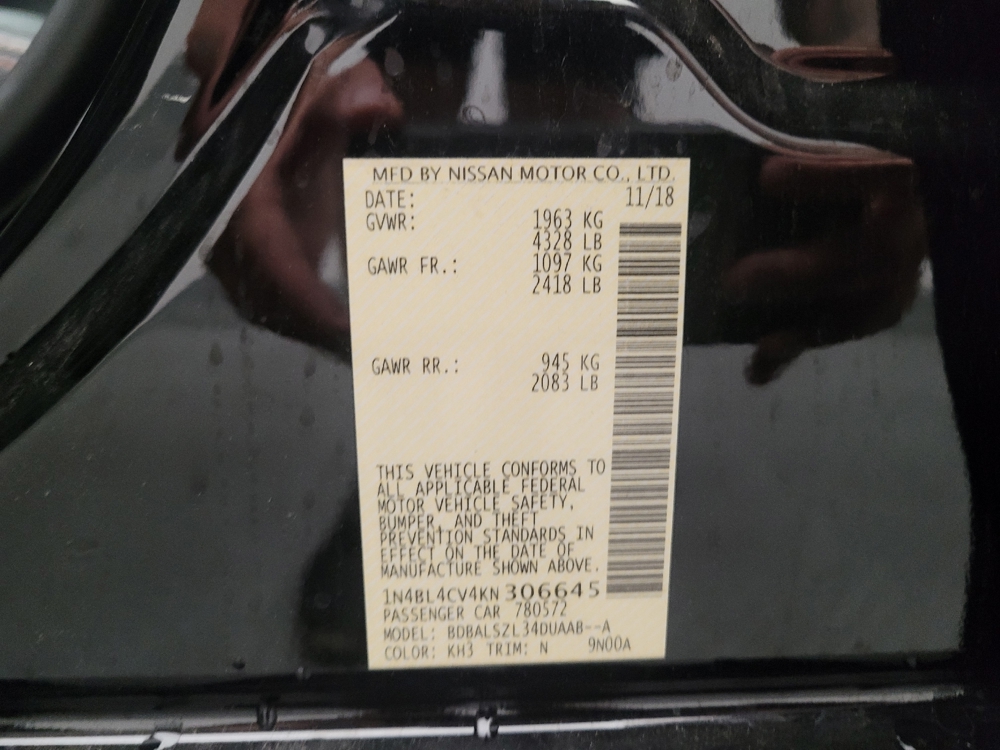 MFD BY NISSAN MOTOR CO., LTD.
DATE: 11/18
GVWR: 1963 KG
4328 LB
GAWR FR.: 1097 KG
2418 LB
GAWR RR.: 945 KG
2083 LB
THIS VEHICLE CONFORMS TO
ALL APPLICABLE FEDERAL
MOTOR VEHICLE SAFETY,
BUMPER, AND THEFT
PREVENTION STANDARDS IN
EFFECT ON THE DATE OF
MANUFACTURE SHOWN ABOVE.
1N4BL4CV4KN306645
PASSENGER CAR 780572
MODEL: BDBALSZL34DUAAB--A
COLOR: KH3 TRIM: N 9N00A